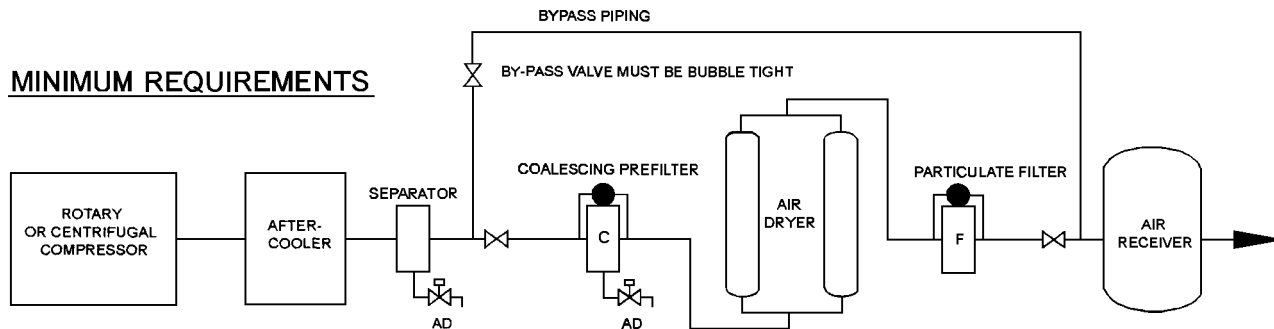 BYPASS PIPING
MINIMUM REQUIREMENTS
BY-PASS VALVE MUST BE BUBBLE TIGHT
ROTARY
OR CENTRIFUGAL
COMPRESSOR
AFTER-
COOLER
SEPARATOR
AD
COALESCING PREFILTER
C
AD
AIR
DRYER
PARTICULATE FILTER
F
AIR
RECEIVER